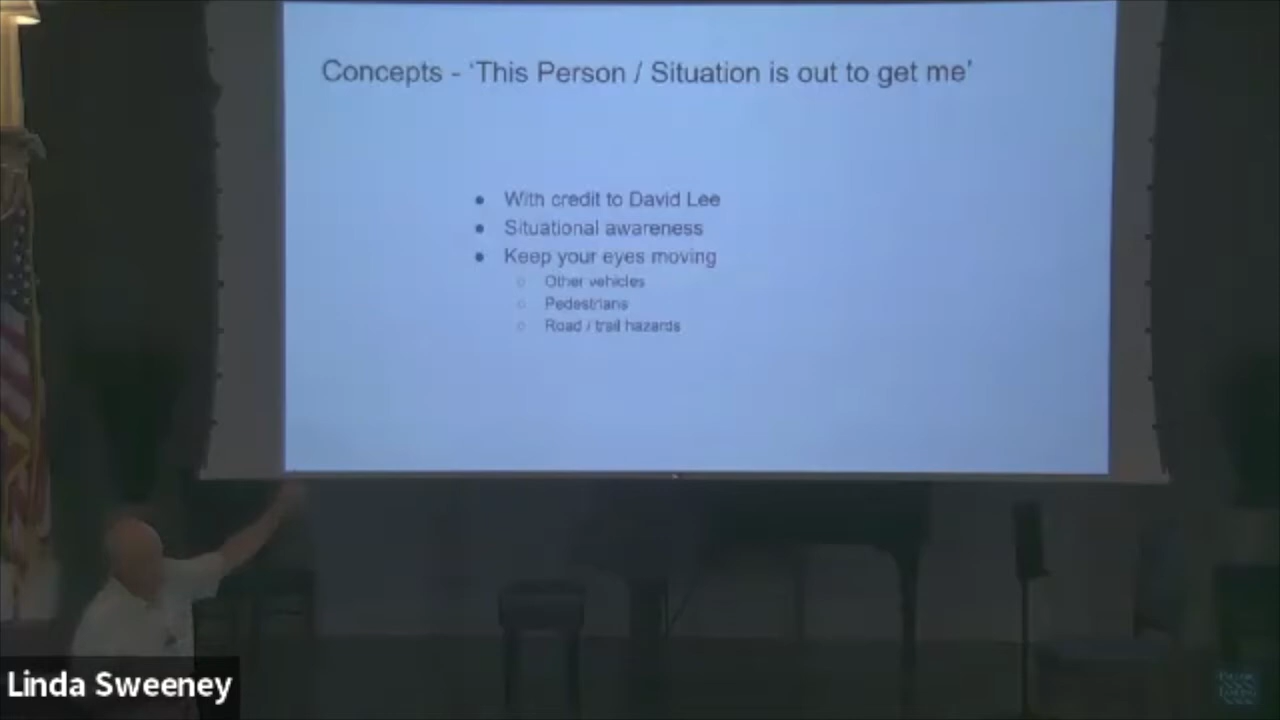 Concepts - ‘This Person / Situation is out to get me’
● With credit to David Lee
● Situational awareness
● Keep your eyes moving
○ Other vehicles
○ Pedestrians
○ Road / trail hazards
Linda Sweeney